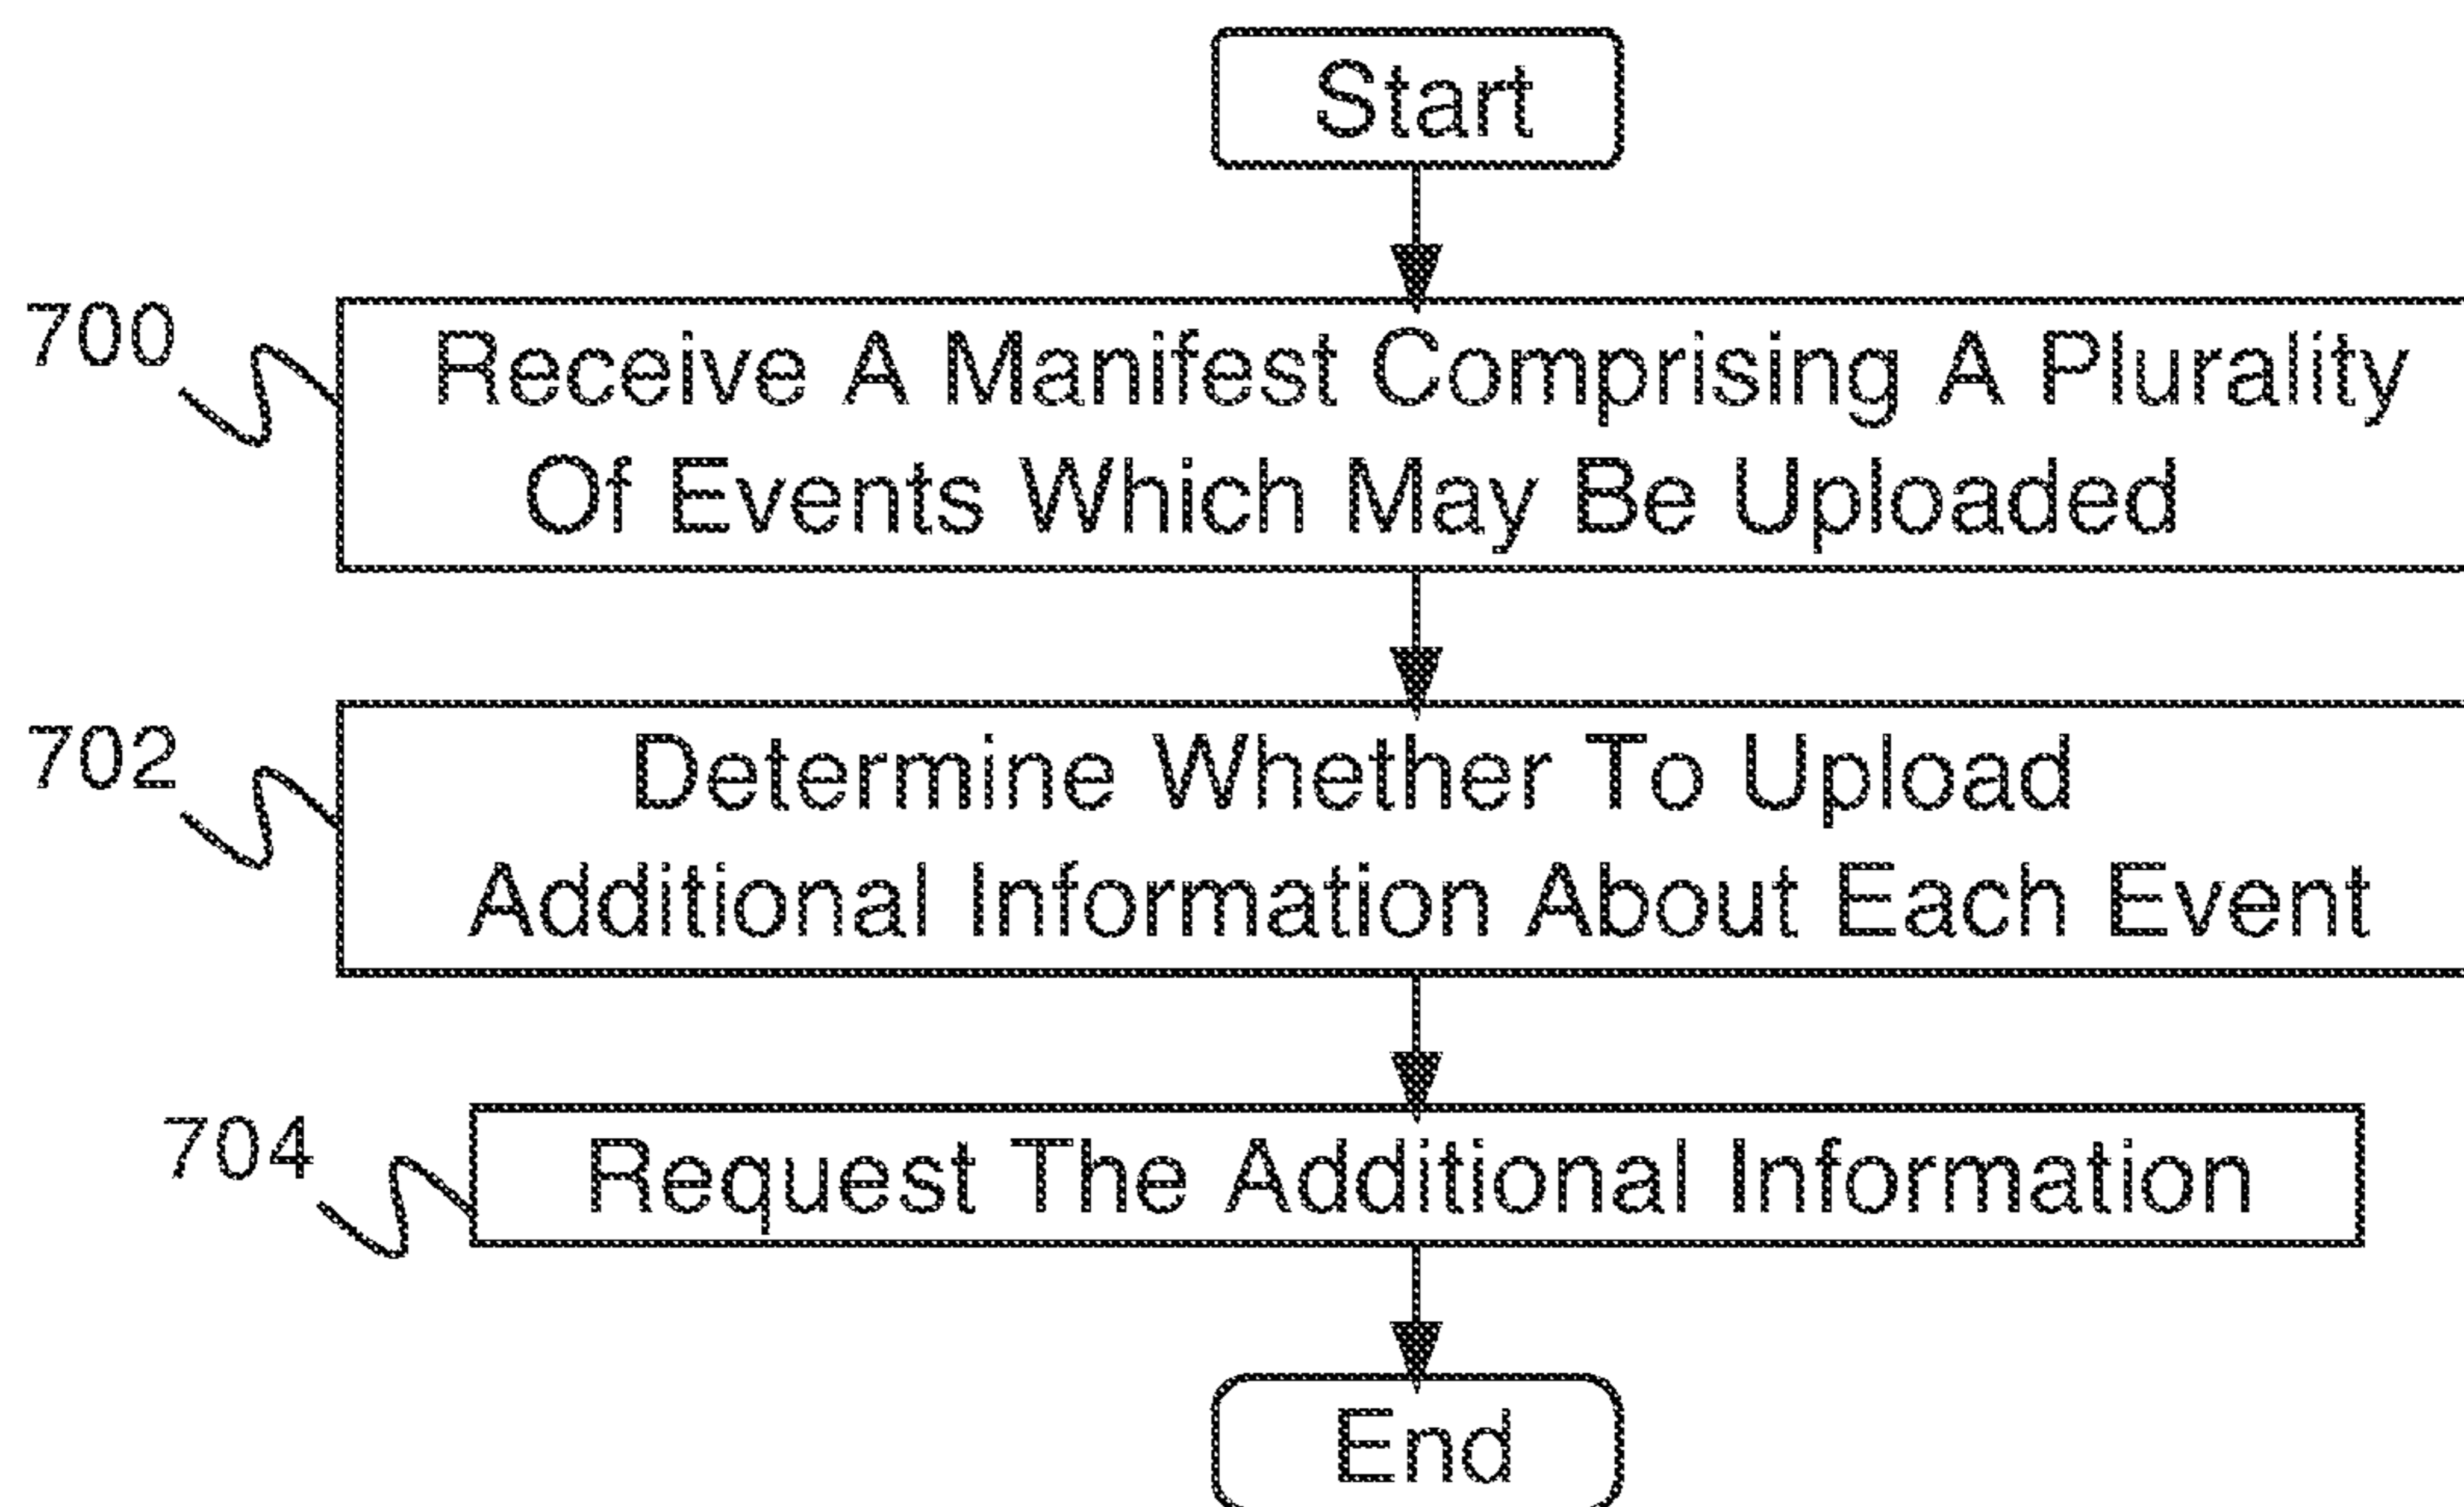 Start
700
Receive A Manifest Comprising A Plurality
Of Events Which May Be Uploaded
702
Determine Whether To Upload
Additional Information About Each Event
704
Request The Additional Information
End